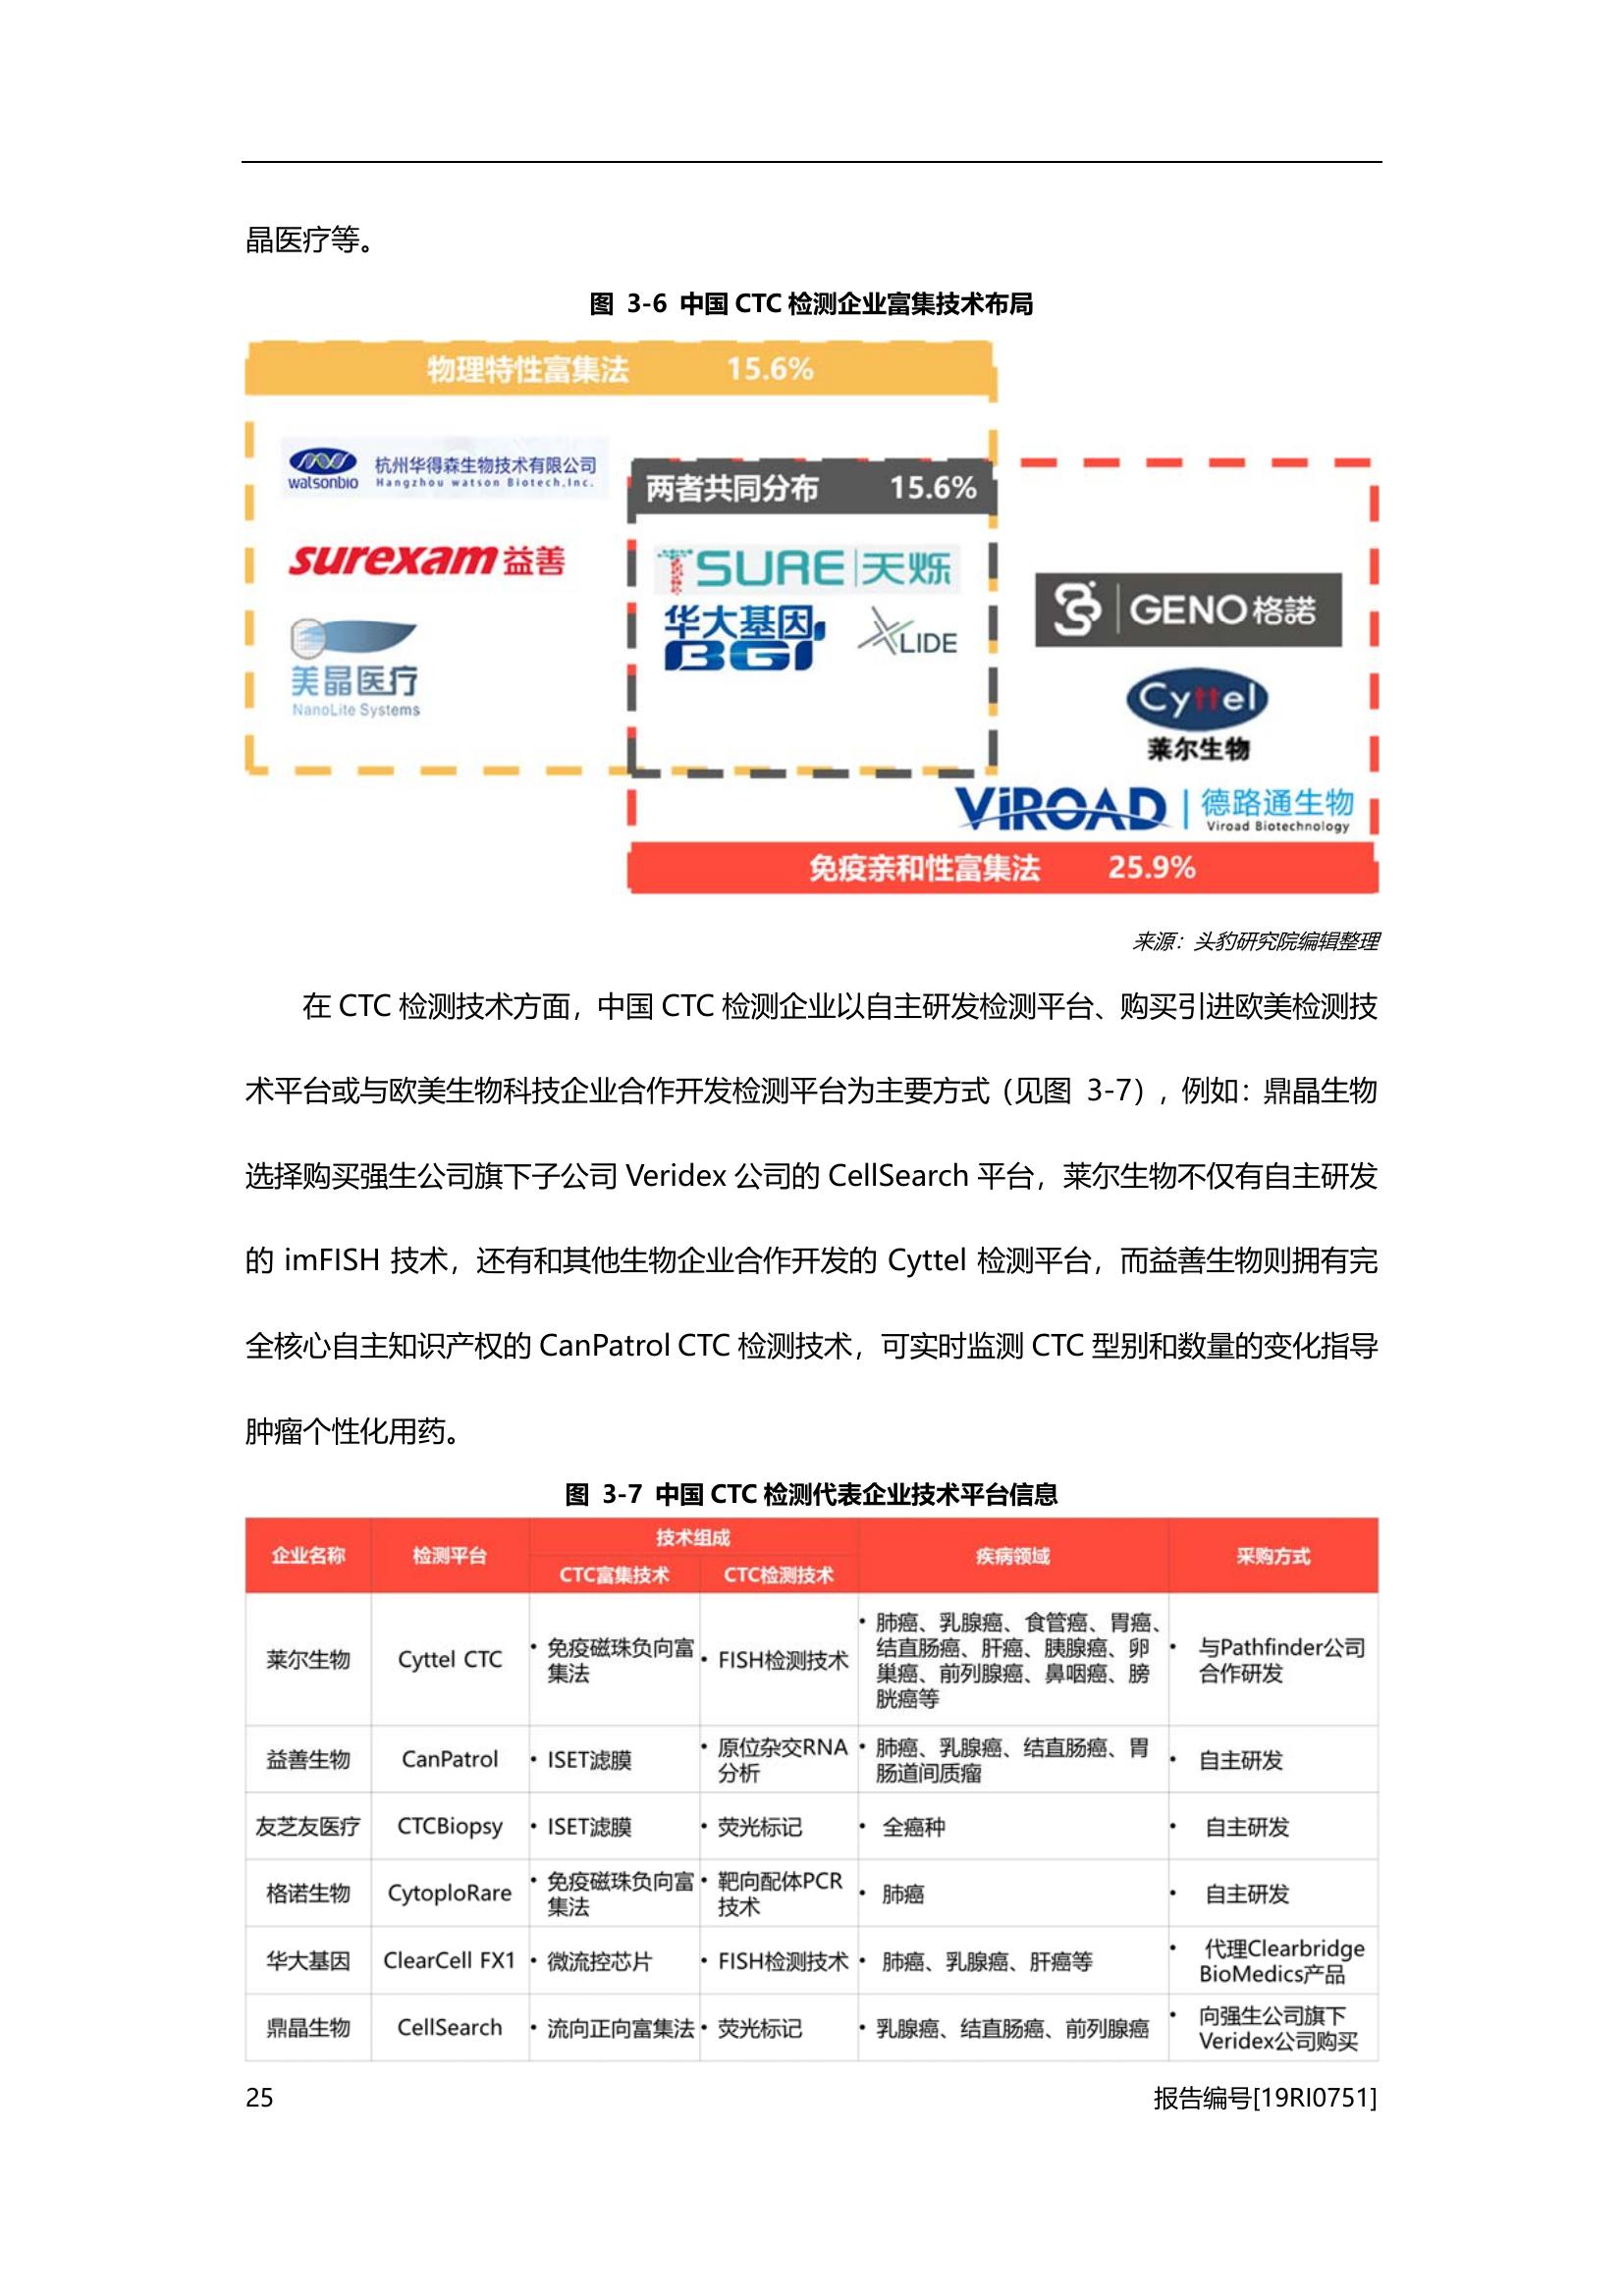 晶医疗等。
图 3-6 中国 CTC 检测企业富集技术布局
物理特性富集法 15.6%
watsonbio 杭州华得森生物技术有限公司
Hangzhou watson Biotech,Inc.
surexam 益善
美晶医疗
NanoLite Systems
两者共同分布 15.6%
TSURE 天烁
华大基因
BGI
XLIDE
GENO 格諾
Cyttel
莱尔生物
VIROAD 德路通生物
Viroad Biotechnology
免疫亲和性富集法 25.9%
来源：头豹研究院编辑整理
在 CTC 检测技术方面，中国 CTC 检测企业以自主研发检测平台、购买引进欧美检测技
术平台或与欧美生物科技企业合作开发检测平台为主要方式（见图 3-7），例如：鼎晶生物
选择购买强生公司旗下子公司 Veridex 公司的 CellSearch 平台，莱尔生物不仅有自主研发
的 imFISH 技术，还有和其他生物企业合作开发的 Cyttel 检测平台，而益善生物则拥有完
全核心自主知识产权的 CanPatrol CTC 检测技术，可实时监测 CTC 型别和数量的变化指导
肿瘤个性化用药。
图 3-7 中国 CTC 检测代表企业技术平台信息
企业名称 检测平台 技术组成 疾病领域 采购方式
CTC富集技术 CTC检测技术
莱尔生物 Cyttel CTC • 免疫磁珠负向富
集法
• FISH检测技术
• 肺癌、乳腺癌、食管癌、胃癌、
结直肠癌、肝癌、胰腺癌、卵
巢癌、前列腺癌、鼻咽癌、膀
胱癌等
• 与Pathfinder公司
合作研发
益善生物 CanPatrol • ISET滤膜
• 原位杂交RNA
分析
• 肺癌、乳腺癌、结直肠癌、胃
肠道间质瘤
• 自主研发
友芝友医疗 CTCBiopsy • ISET滤膜 • 荧光标记 • 全癌种 • 自主研发
格诺生物 CytoploRare • 免疫磁珠负向富
集法
• 靶向配体PCR
技术
• 肺癌 • 自主研发
华大基因 ClearCell FX1 • 微流控芯片 • FISH检测技术 • 肺癌、乳腺癌、肝癌等
• 代理Clearbridge
BioMedics产品
鼎晶生物 CellSearch • 流向正向富集法 • 荧光标记 • 乳腺癌、结直肠癌、前列腺癌
• 向强生公司旗下
Veridex公司购买
25 报告编号[19RI0751]